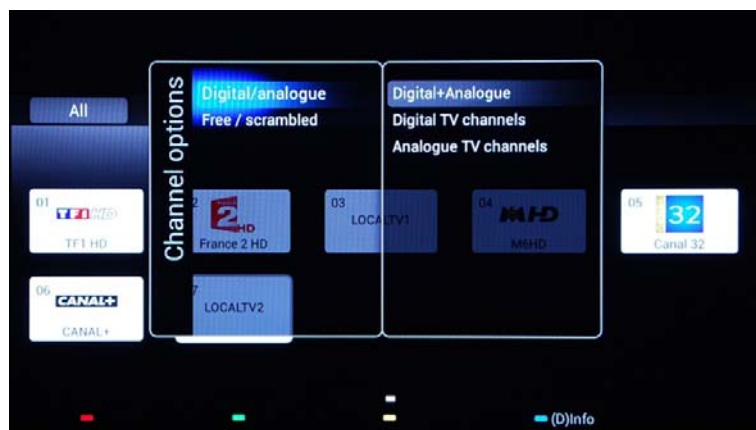 All
Channel options
Digital/analogue
Free / scrambled
Digital+Analogue
Digital TV channels
Analogue TV channels
01
TF1 HD
TF1 HD
2
2
HD
France 2 HD
03
LOCALTV1
04
M6HD
05
32
Canal 32
06
CANAL+
CANAL+
7
LOCALTV2
(D)Info